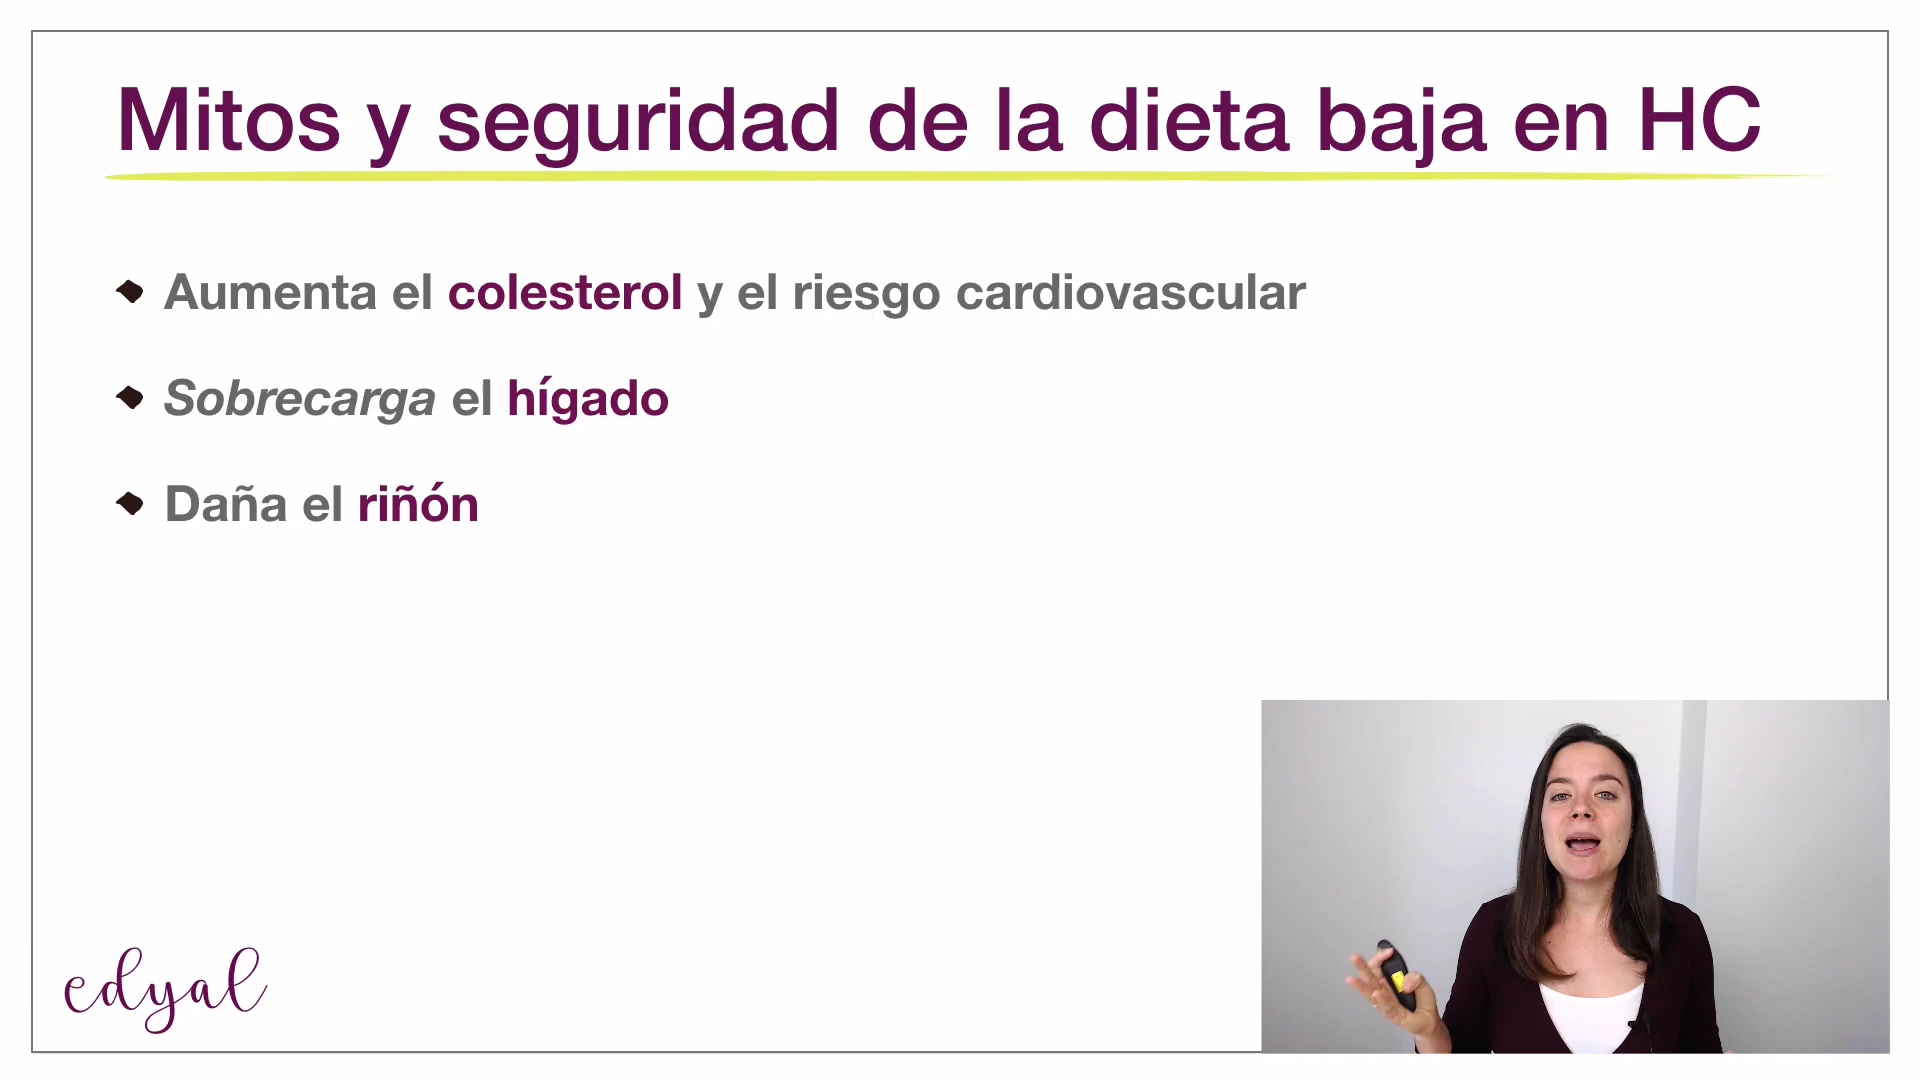 Mitos y seguridad de la dieta baja en HC
Aumenta el colesterol y el riesgo cardiovascular
Sobrecarga el hígado
Daña el riñón
edyal